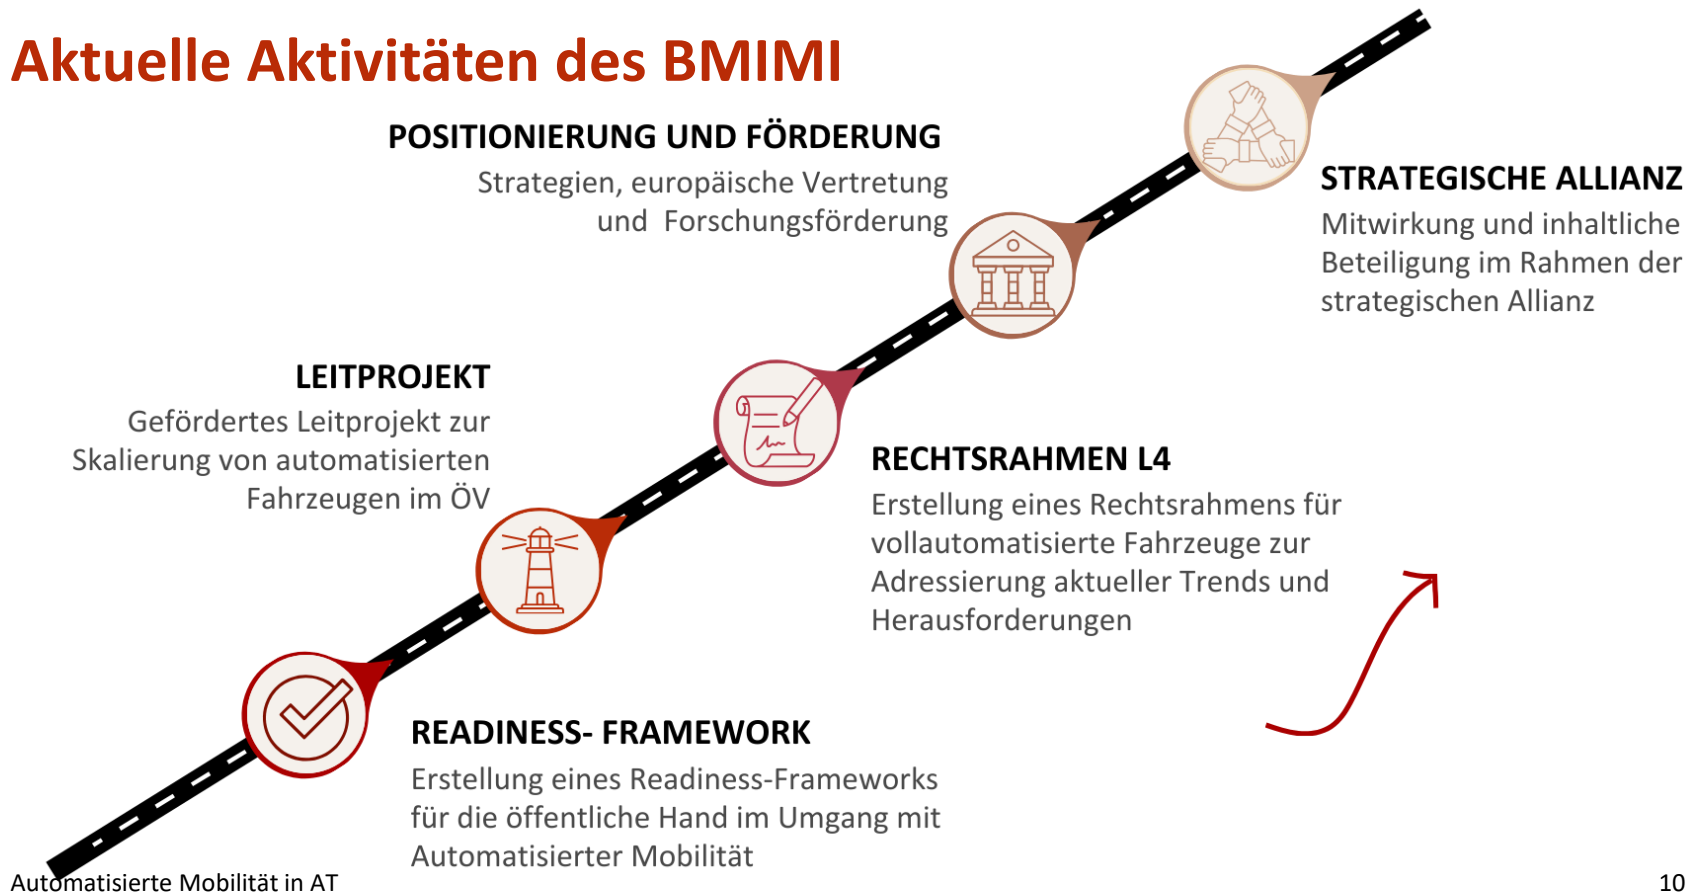 Aktuelle Aktivitäten des BMIMI
POSITIONIERUNG UND FÖRDERUNG
Strategien, europäische Vertretung
und Forschungsförderung
STRATEGISCHE ALLIANZ
Mitwirkung und inhaltliche
Beteiligung im Rahmen der
strategischen Allianz
LEITPROJEKT
Gefördertes Leitprojekt zur
Skalierung von automatisierten
Fahrzeugen im ÖV
RECHTSRAHMEN L4
Erstellung eines Rechtsrahmens für
vollautomatisierte Fahrzeuge zur
Adressierung aktueller Trends und
Herausforderungen
READINESS- FRAMEWORK
Erstellung eines Readiness-Frameworks
für die öffentliche Hand im Umgang mit
Automatisierter Mobilität
Automatisierte Mobilität in AT
10